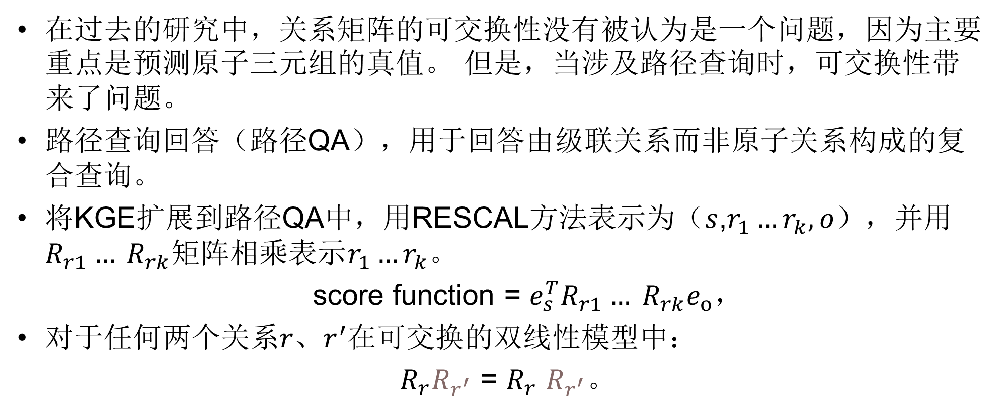 • 在过去的研究中，关系矩阵的可交换性没有被认为是一个问题，因为主要
重点是预测原子三元组的真值。 但是，当涉及路径查询时，可交换性带
来了问题。
• 路径查询回答（路径QA），用于回答由级联关系而非原子关系构成的复
合查询。
• 将KGE扩展到路径QA中，用RESCAL方法表示为（$s$,$r_1 \ldots r_k, o$），并用
$R_{r1} \ldots R_{rk}$矩阵相乘表示$r_1 \ldots r_k$。
score function = $e_s^T R_{r1} \ldots R_{rk} e_o$，
• 对于任何两个关系$r$、$r'$在可交换的双线性模型中：
$R_r R_{r'} = R_r R_{r'}$。